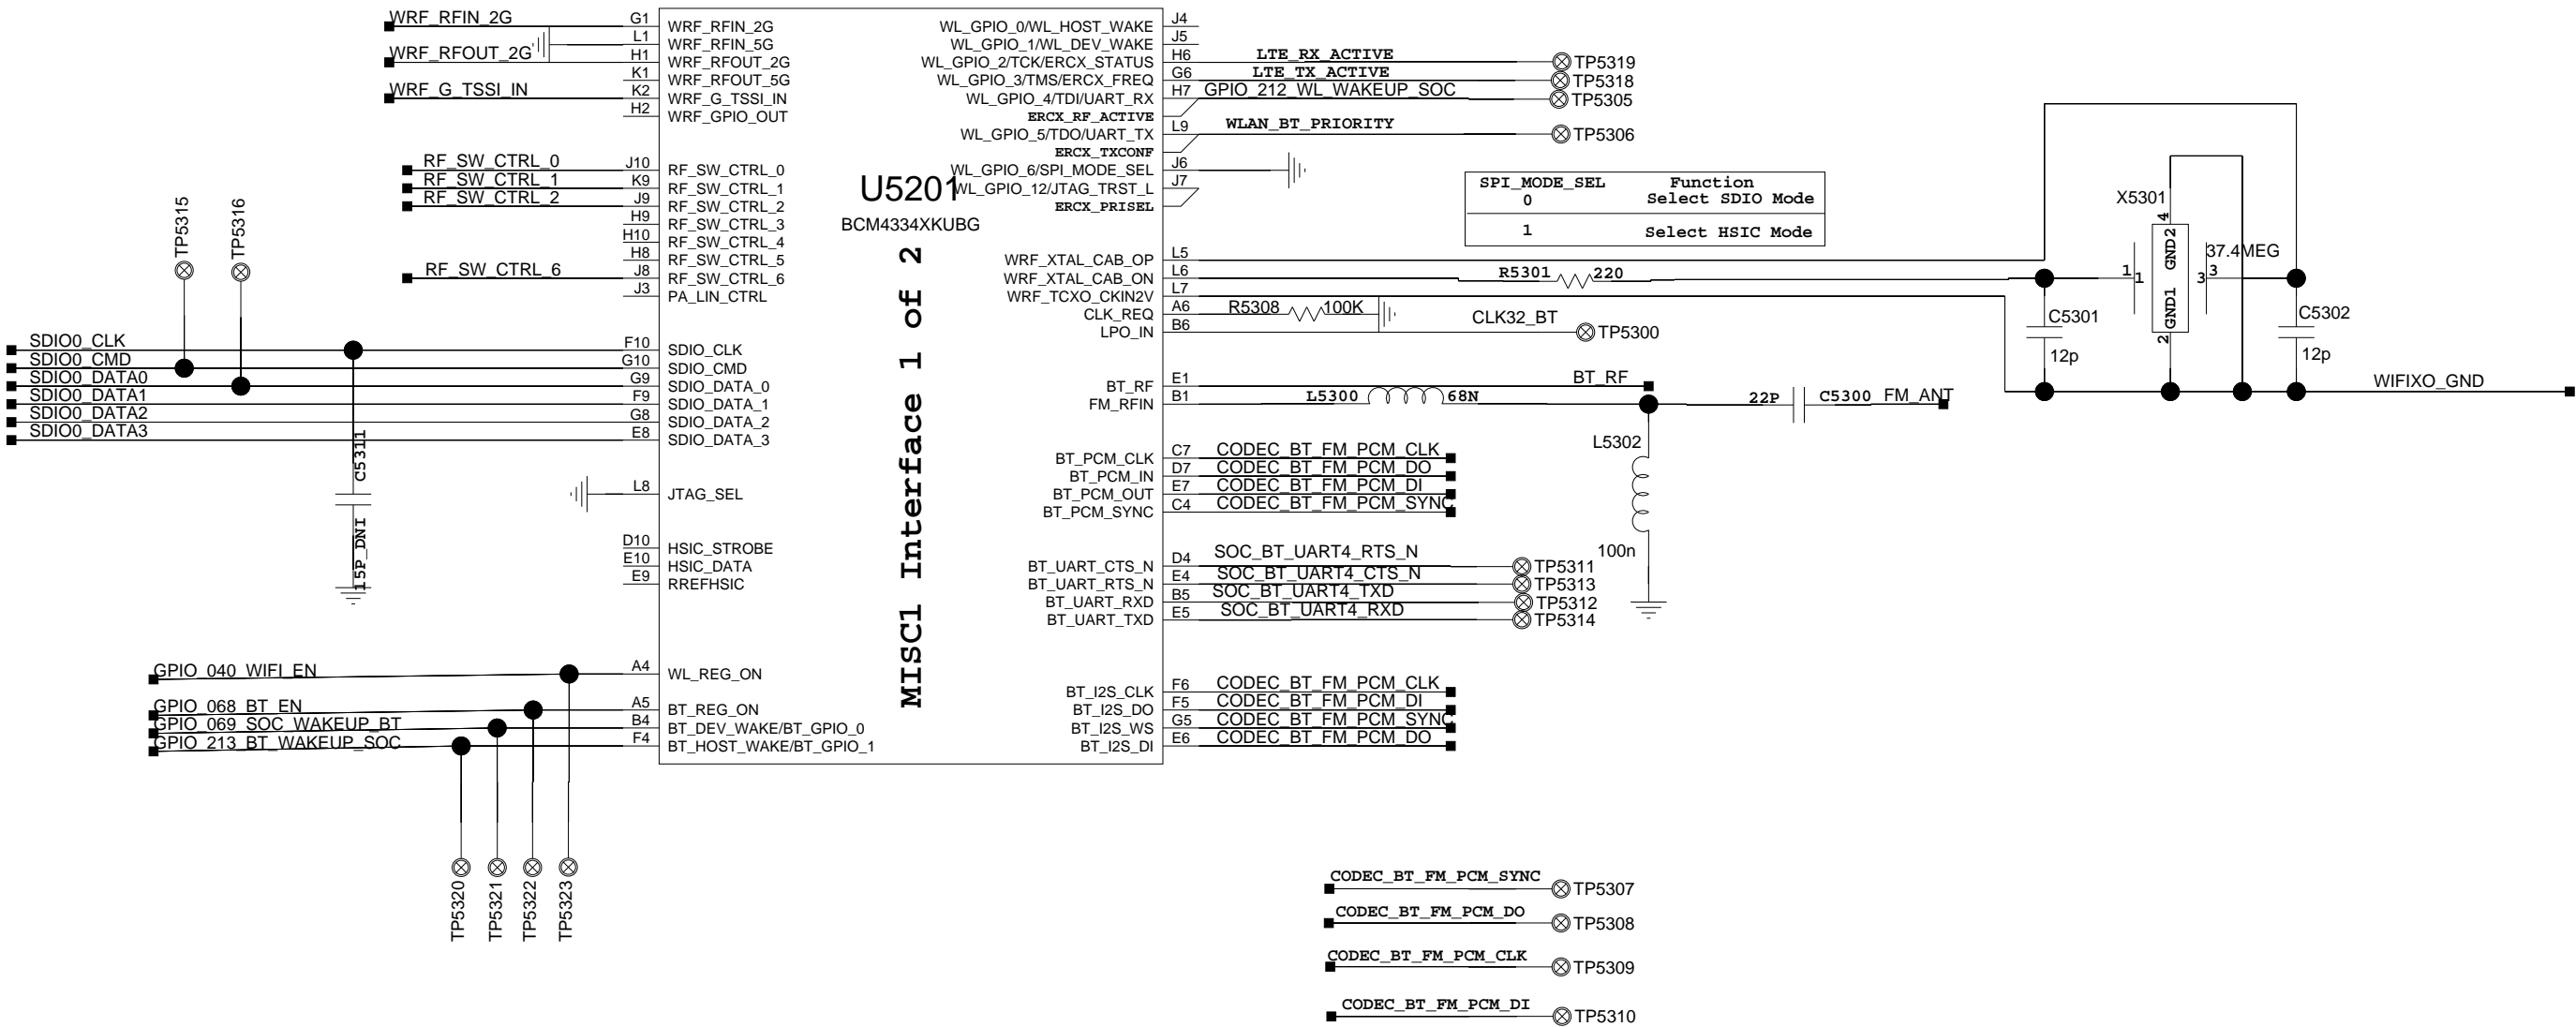 WRF_RFIN_2G
WRF_RFOUT_2G
WRF_G_TSSI_IN
G1 WRF_RFIN_2G
L1 WRF_RFIN_5G
H1 WRF_RFOUT_2G
K1 WRF_RFOUT_5G
K2 WRF_G_TSSI_IN
H2 WRF_GPIO_OUT
RF_SW_CTRL_0 J10 RF_SW_CTRL_0
RF_SW_CTRL_1 K9 RF_SW_CTRL_1
RF_SW_CTRL_2 J9 RF_SW_CTRL_2
H9 RF_SW_CTRL_3
H10 RF_SW_CTRL_4
H8 RF_SW_CTRL_5
RF_SW_CTRL_6 J8 RF_SW_CTRL_6
J3 PA_LIN_CTRL
TP5315
TP5316
SDIO0_CLK F10 SDIO_CLK
SDIO0_CMD G10 SDIO_CMD
SDIO0_DATA0 G9 SDIO_DATA_0
SDIO0_DATA1 F9 SDIO_DATA_1
SDIO0_DATA2 G8 SDIO_DATA_2
SDIO0_DATA3 E8 SDIO_DATA_3
C5311
15P_DNI
L8 JTAG_SEL
D10 HSIC_STROBE
E10 HSIC_DATA
E9 RREFHSIC
GPIO_040_WIFI_EN A4 WL_REG_ON
GPIO_068_BT_EN A5 BT_REG_ON
GPIO_069_SOC_WAKEUP_BT B4 BT_DEV_WAKE/BT_GPIO_0
GPIO_213_BT_WAKEUP_SOC F4 BT_HOST_WAKE/BT_GPIO_1
TP5320
TP5321
TP5322
TP5323
U5201
BCM4334XKUBG
MISC1 Interface 1 of 2
WL_GPIO_0/WL_HOST_WAKE J4
WL_GPIO_1/WL_DEV_WAKE J5
WL_GPIO_2/TCK/ERCX_STATUS H6 LTE_RX_ACTIVE TP5319
WL_GPIO_3/TMS/ERCX_FREQ G6 LTE_TX_ACTIVE TP5318
WL_GPIO_4/TDI/UART_RX H7 GPIO_212_WL_WAKEUP_SOC TP5305
ERCX_RF_ACTIVE
WL_GPIO_5/TDO/UART_TX L9 WLAN_BT_PRIORITY TP5306
ERCX_TXCONF
WL_GPIO_6/SPI_MODE_SEL J6
WL_GPIO_12/JTAG_TRST_L J7
ERCX_PRISEL
SPI_MODE_SEL Function
0 Select SDIO Mode
1 Select HSIC Mode
WRF_XTAL_CAB_OP L5
WRF_XTAL_CAB_ON L6 R5301 220
WRF_TCXO_CKIN2V L7
CLK_REQ A6 R5308 100K
LPO_IN B6 CLK32_BT TP5300
X5301
37.4MEG
1 1
GND1 GND2
2 4
3 3
C5301
12p
C5302
12p
WIFIXO_GND
BT_RF E1 BT_RF
FM_RFIN B1 L5300 68N 22P C5300 FM_ANT
L5302
100n
BT_PCM_CLK C7 CODEC_BT_FM_PCM_CLK
BT_PCM_IN D7 CODEC_BT_FM_PCM_DO
BT_PCM_OUT E7 CODEC_BT_FM_PCM_DI
BT_PCM_SYNC C4 CODEC_BT_FM_PCM_SYNC
BT_UART_CTS_N D4 SOC_BT_UART4_RTS_N TP5311
BT_UART_RTS_N E4 SOC_BT_UART4_CTS_N TP5313
BT_UART_RXD B5 SOC_BT_UART4_TXD TP5312
BT_UART_TXD E5 SOC_BT_UART4_RXD TP5314
BT_I2S_CLK F6 CODEC_BT_FM_PCM_CLK
BT_I2S_DO F5 CODEC_BT_FM_PCM_DI
BT_I2S_WS G5 CODEC_BT_FM_PCM_SYNC
BT_I2S_DI E6 CODEC_BT_FM_PCM_DO
CODEC_BT_FM_PCM_SYNC TP5307
CODEC_BT_FM_PCM_DO TP5308
CODEC_BT_FM_PCM_CLK TP5309
CODEC_BT_FM_PCM_DI TP5310